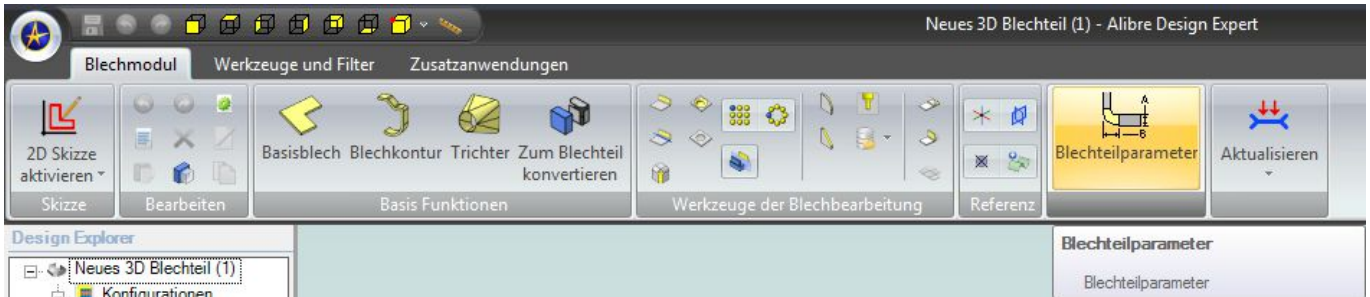 Neues 3D Blechteil (1) - Alibre Design Expert
Blechmodul Werkzeuge und Filter Zusatzanwendungen
2D Skizze aktivieren
Basisblech Blechkontur Trichter Zum Blechteil konvertieren
A
B
Blechteilparameter Aktualisieren
Skizze Bearbeiten Basis Funktionen Werkzeuge der Blechbearbeitung Referenz
Design Explorer
Neues 3D Blechteil (1)
Konfigurationen
Blechteilparameter
Blechteilparameter